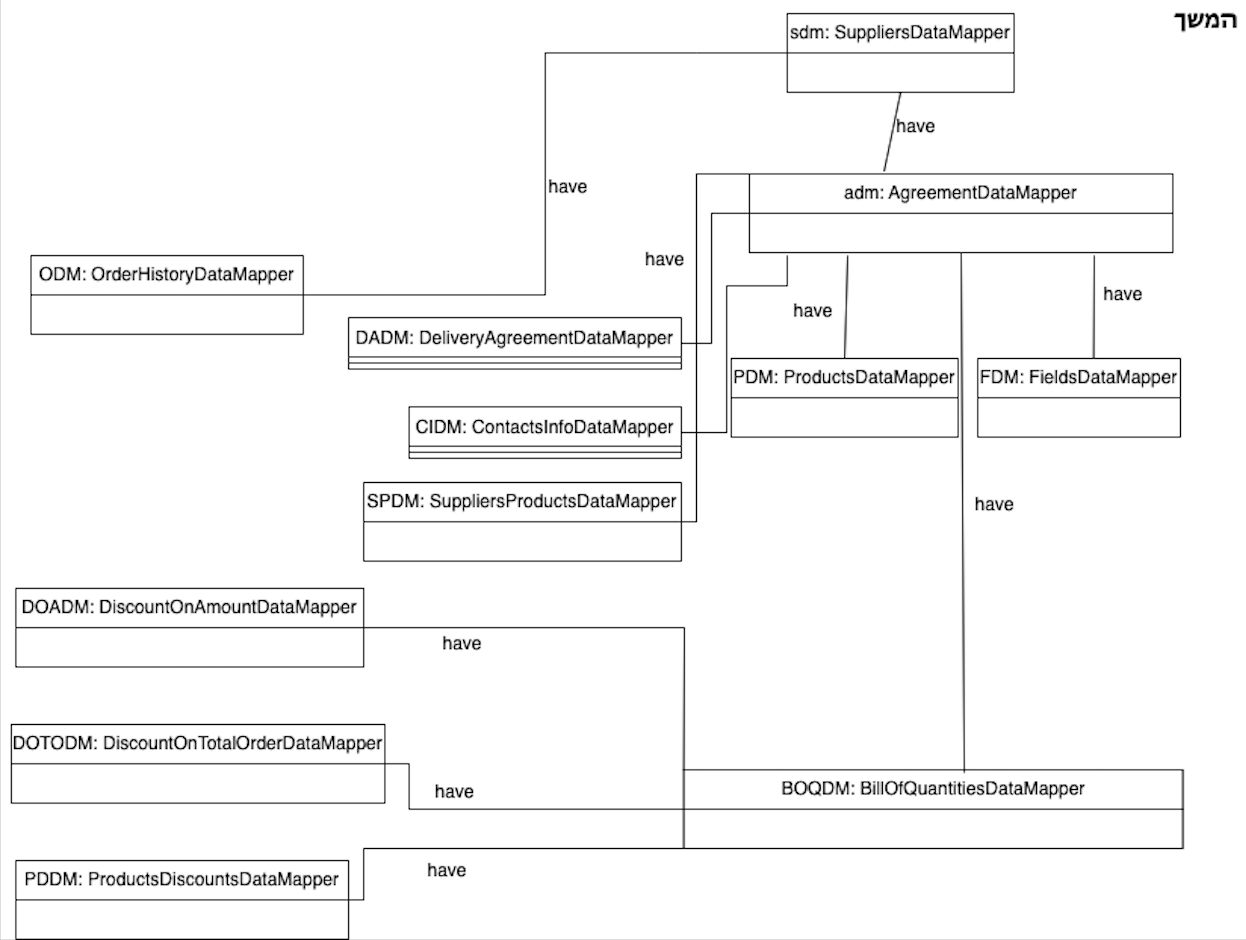 המשך
sdm: SuppliersDataMapper
have
adm: AgreementDataMapper
have
have
ODM: OrderHistoryDataMapper
have
have
DADM: DeliveryAgreementDataMapper
PDM: ProductsDataMapper
FDM: FieldsDataMapper
CIDM: ContactsInfoDataMapper
SPDM: SuppliersProductsDataMapper
have
DOADM: DiscountOnAmountDataMapper
have
DOTODM: DiscountOnTotalOrderDataMapper
have
BOQDM: BillOfQuantitiesDataMapper
have
PDDM: ProductsDiscountsDataMapper